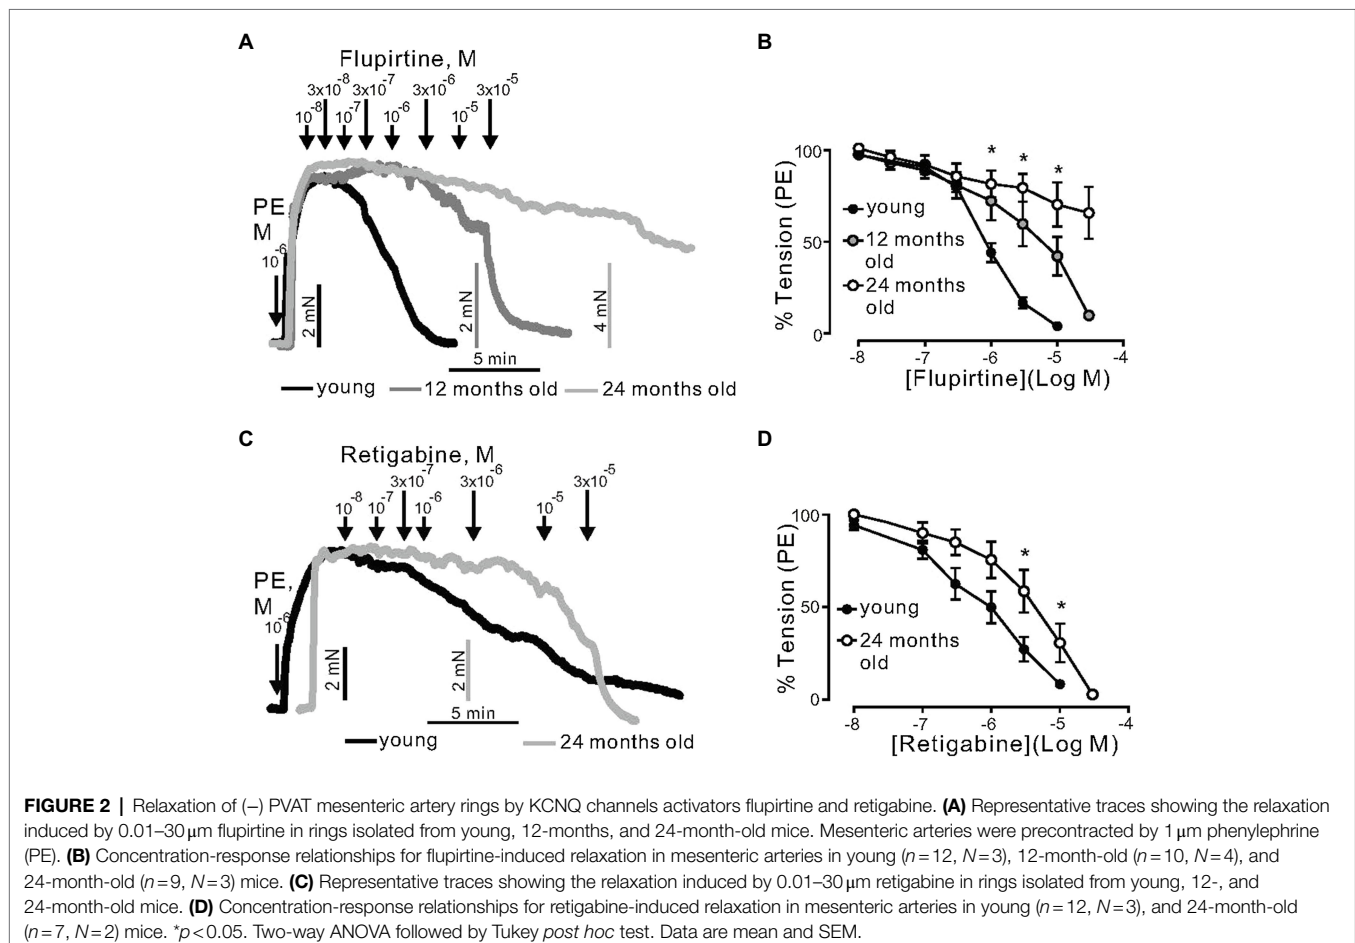 A
Flupirtine, M
3x10-8 3x10-7 3x10-6 3x10-5
10-8 10-7 10-6 10-5
PE
M
10-6
2 mN
2 mN
4 mN
5 min
young 12 months old 24 months old
B
% Tension (PE)
100
50
0
* * *
young
12 months
old
24 months
old
-8 -7 -6 -5 -4
[Flupirtine](Log M)
C
Retigabine, M
3x10-7 3x10-6 3x10-5
10-8 10-7 10-6 10-5
PE,
M
10-6
2 mN
2 mN
5 min
young 24 months old
D
% Tension (PE)
100
50
0
* *
young
24 months
old
-8 -7 -6 -5 -4
[Retigabine](Log M)
FIGURE 2 | Relaxation of (−) PVAT mesenteric artery rings by KCNQ channels activators flupirtine and retigabine. (A) Representative traces showing the relaxation
induced by 0.01–30 μm flupirtine in rings isolated from young, 12-months, and 24-month-old mice. Mesenteric arteries were precontracted by 1 μm phenylephrine
(PE). (B) Concentration-response relationships for flupirtine-induced relaxation in mesenteric arteries in young (n = 12, N = 3), 12-month-old (n = 10, N = 4), and
24-month-old (n = 9, N = 3) mice. (C) Representative traces showing the relaxation induced by 0.01–30 μm retigabine in rings isolated from young, 12-, and
24-month-old mice. (D) Concentration-response relationships for retigabine-induced relaxation in mesenteric arteries in young (n = 12, N = 3), and 24-month-old
(n = 7, N = 2) mice. *p < 0.05. Two-way ANOVA followed by Tukey post hoc test. Data are mean and SEM.